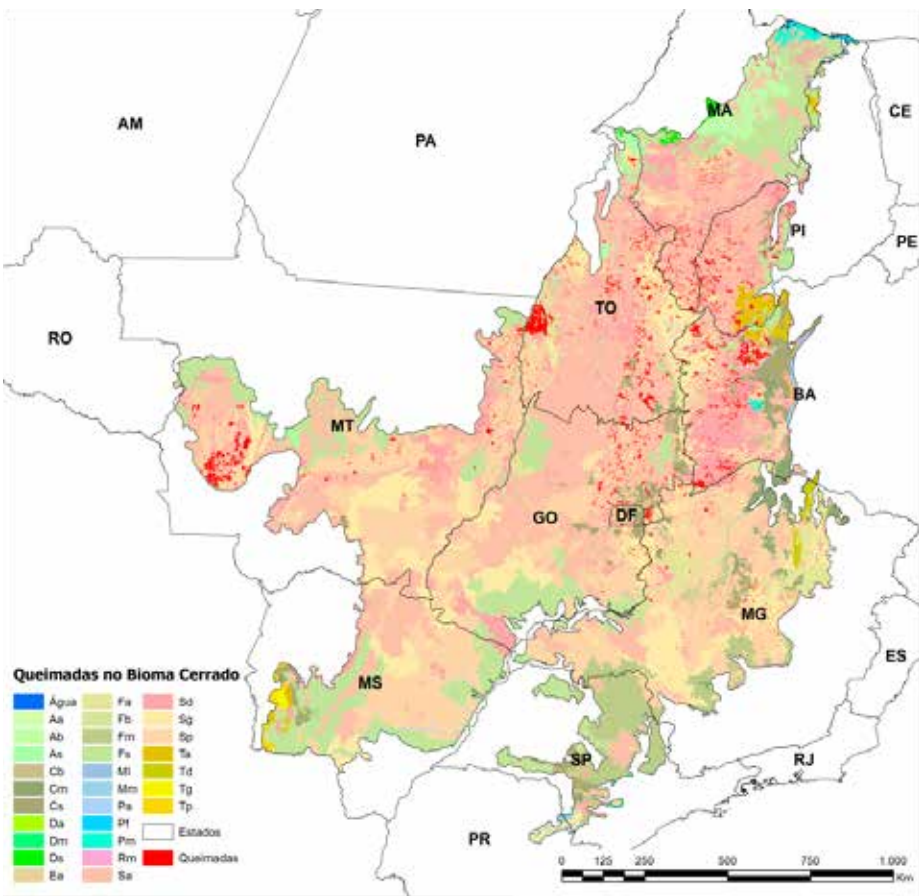 CE
MA
AM
PA
PI
PE
TO
RO
BA
MT
GO
DF
MG
ES
MS
SP
RJ
PR
Queimadas no Bioma Cerrado
Água Fa Sd
Aa Fb Sg
Ab Fm Sp
As Fs Ta
Cb Ml Td
Cm Mm Tg
Cs Pa Tp
Da Pf Estados
Dm Pm
Ds Rm Queimadas
Ea Sa
0 125 250 500 750 1.000
Km